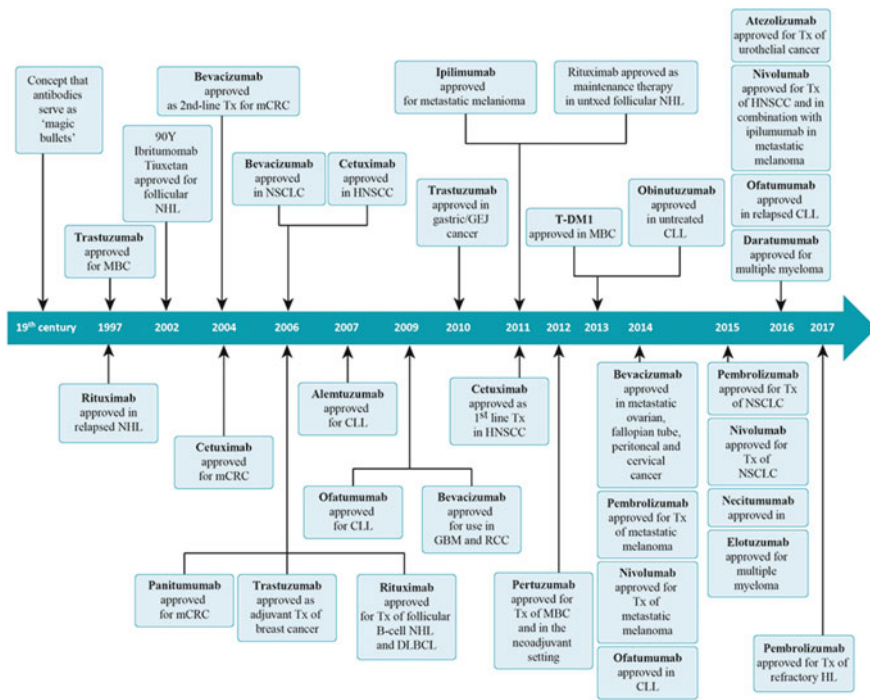 Concept that
antibodies
serve as
‘magic
bullets’
Trastuzumab
approved
for MBC
90Y
Ibritumomab
Tiuxetan
approved for
follicular
NHL
Bevacizumab
approved
as 2nd-line Tx for mCRC
Bevacizumab
approved
in NSCLC
Cetuximab
approved
in HNSCC
Trastuzumab
approved in
gastric/GEJ
cancer
Ipilimumab
approved
for metastatic melanioma
Rituximab approved as
maintenance therapy
in untxed follicular NHL
T-DM1
approved in MBC
Obinutuzumab
approved
in untreated
CLL
Atezolizumab
approved for Tx of
urothelial cancer
Nivolumab
approved for Tx
of HNSCC and in
combination with
ipilumumab in
metastatic
melanoma
Ofatumumab
approved
in relapsed CLL
Daratumumab
approved for
multiple myeloma
19th century 1997 2002 2004 2006 2007 2009 2010 2011 2012 2013 2014 2015 2016 2017
Rituximab
approved in
relapsed NHL
Cetuximab
approved
for mCRC
Panitumumab
approved
for mCRC
Trastuzumab
approved as
adjuvant Tx of
breast cancer
Rituximab
approved
for Tx of follicular
B-cell NHL
and DLBCL
Alemtuzumab
approved
for CLL
Ofatumumab
approved
for CLL
Bevacizumab
approved
for use in
GBM and RCC
Cetuximab
approved as
1st line Tx
in HNSCC
Pertuzumab
approved for
Tx of MBC
and in the
neoadjuvant
setting
Bevacizumab
approved
in metastatic
ovarian,
fallopian tube,
peritoneal and
cervical
cancer
Pembrolizumab
approved for Tx
of metastatic
melanoma
Nivolumab
approved for
Tx of
metastatic
melanoma
Ofatumumab
approved in
CLL
Pembrolizumab
approved for Tx
of NSCLC
Nivolumab
approved for
Tx of
NSCLC
Necitumumab
approved in
Elotuzumab
approved for
multiple
myeloma
Pembrolizumab
approved for Tx of
refractory HL